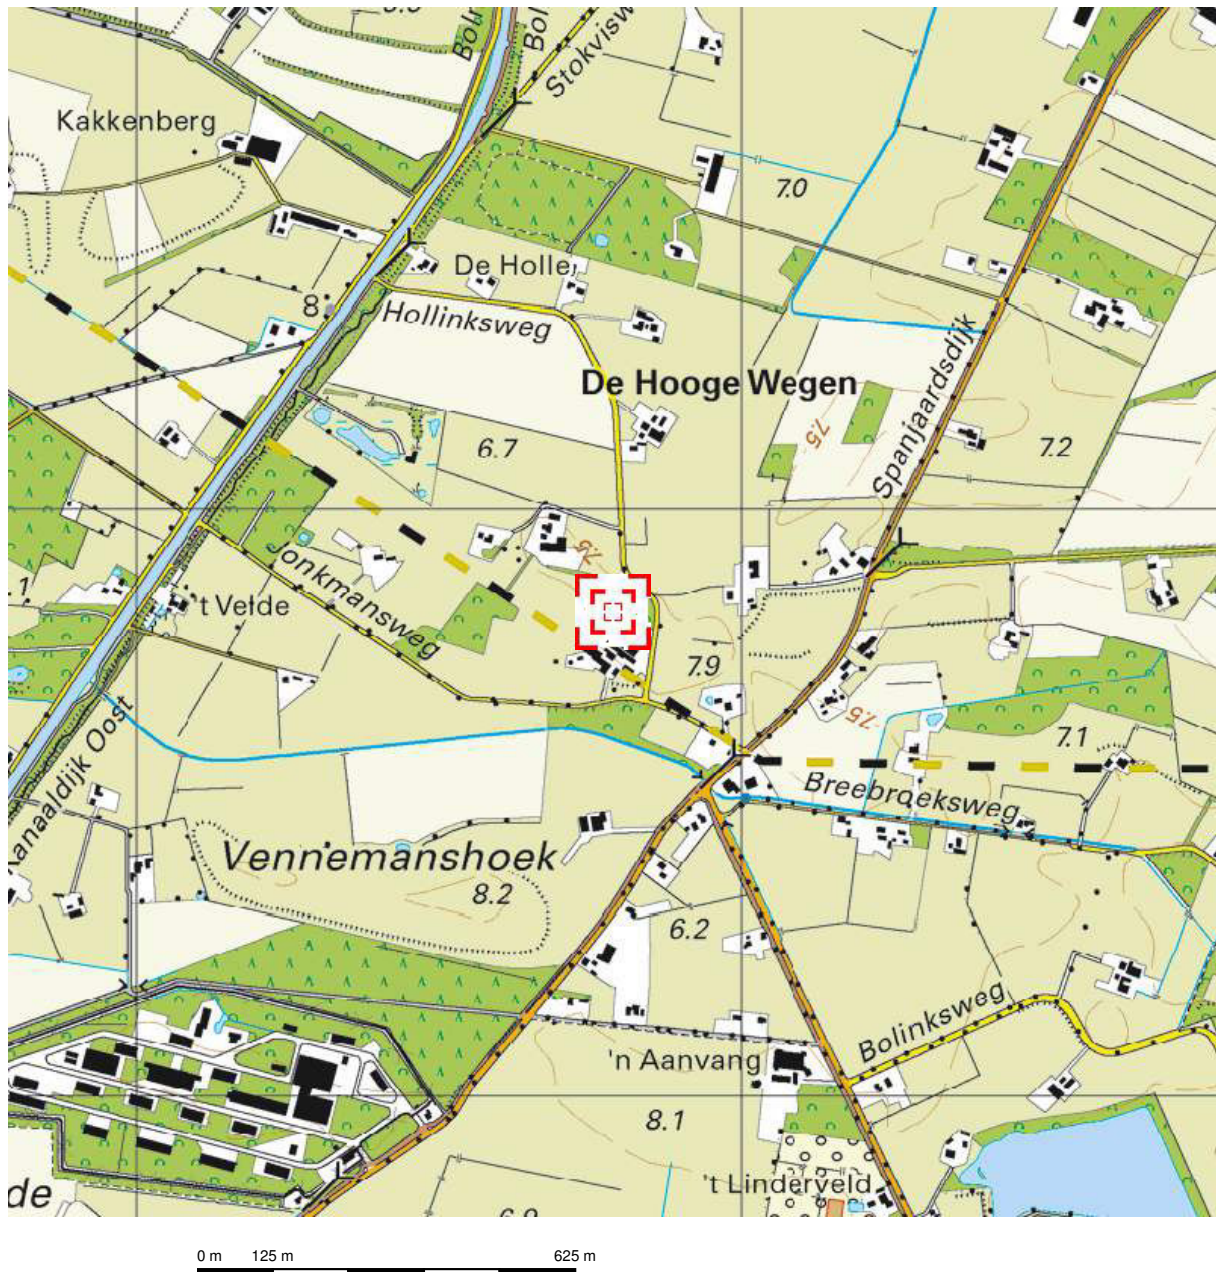 Stokvisw
Kakkenberg
7.0
De Holle
8
Hollinksweg
De Hooge Wegen
Spanjaardsdijk
7.5
6.7
7.2
7.5
Jonkmansweg
't Velde
.1
7.9
7.5
7.1
Kanaaldijk Oost
Breebroeksweg
Vennemanshoek
8.2
6.2
Bolinksweg
'n Aanvang
8.1
't Linderveld
de
0 m 125 m 625 m